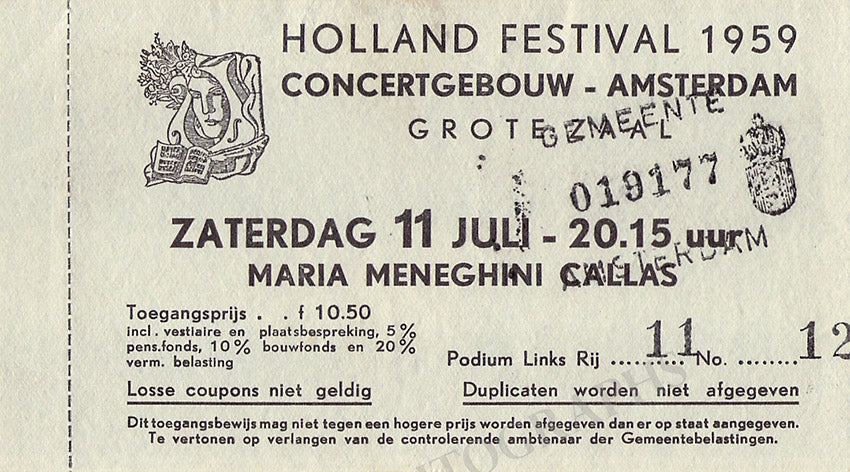 HOLLAND FESTIVAL 1959
CONCERTGEBOUW - AMSTERDAM
GROTE ZAAL
GEMEENTE
019177
AMSTERDAM
ZATERDAG 11 JULI - 20.15 uur
MARIA MENEGHINI CALLAS
Toegangsprijs . . f 10.50
incl. vestiaire en plaatsbespreking, 5%
pens.fonds, 10% bouwfonds en 20%
verm. belasting
Podium Links Rij .......... 11 No. ........ 12
Losse coupons niet geldig
Duplicaten worden niet afgegeven
Dit toegangsbewijs mag niet tegen een hogere prijs worden afgegeven dan er op staat aangegeven.
Te vertonen op verlangen van de controlerende ambtenaar der Gemeentebelastingen.